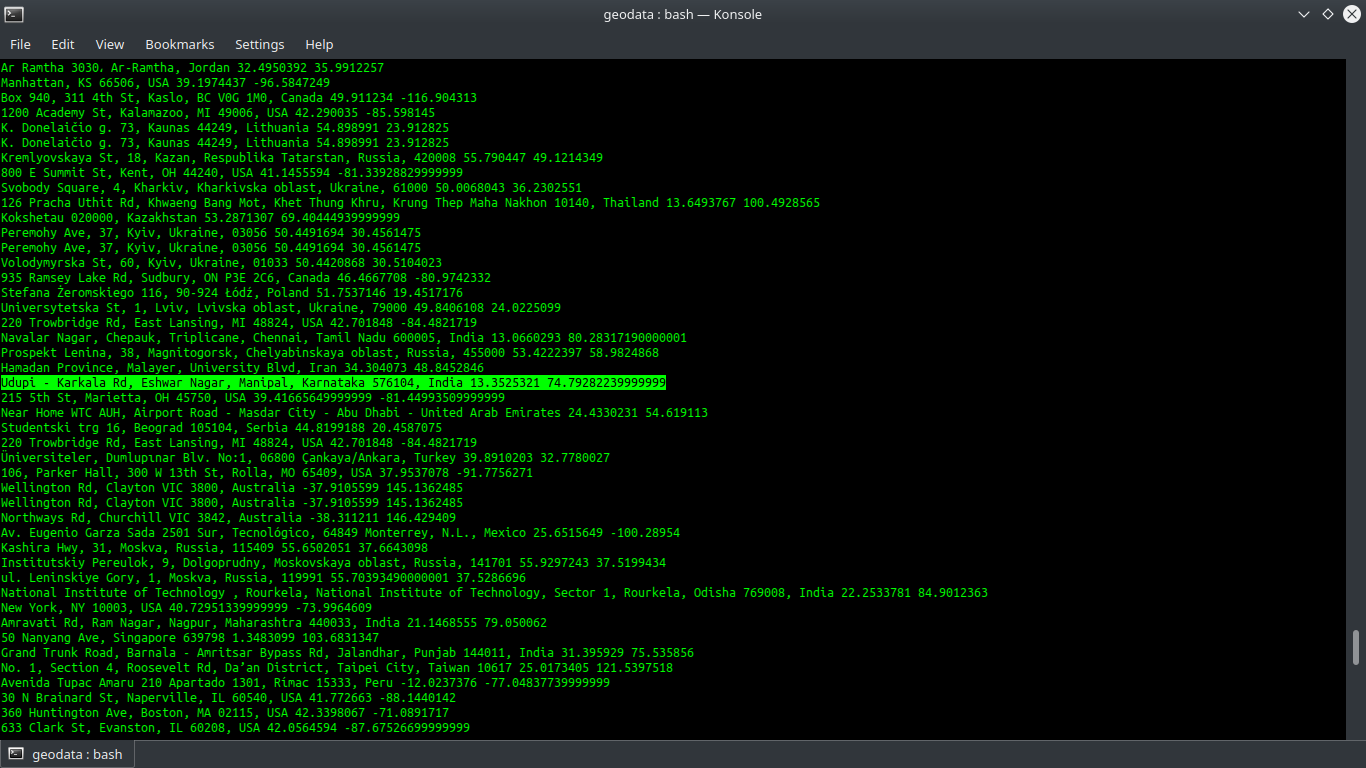 geodata : bash — Konsole
File Edit View Bookmarks Settings Help
Ar Ramtha 3030، Ar-Ramtha, Jordan 32.4950392 35.9912257
Manhattan, KS 66506, USA 39.1974437 -96.5847249
Box 940, 311 4th St, Kaslo, BC V0G 1M0, Canada 49.911234 -116.904313
1200 Academy St, Kalamazoo, MI 49006, USA 42.290035 -85.598145
K. Donelaičio g. 73, Kaunas 44249, Lithuania 54.898991 23.912825
K. Donelaičio g. 73, Kaunas 44249, Lithuania 54.898991 23.912825
Kremlyovskaya St, 18, Kazan, Respublika Tatarstan, Russia, 420008 55.790447 49.1214349
800 E Summit St, Kent, OH 44240, USA 41.1455594 -81.33928829999999
Svobody Square, 4, Kharkiv, Kharkivska oblast, Ukraine, 61000 50.0068043 36.2302551
126 Pracha Uthit Rd, Khwaeng Bang Mot, Khet Thung Khru, Krung Thep Maha Nakhon 10140, Thailand 13.6493767 100.4928565
Kokshetau 020000, Kazakhstan 53.2871307 69.40444939999999
Peremohy Ave, 37, Kyiv, Ukraine, 03056 50.4491694 30.4561475
Peremohy Ave, 37, Kyiv, Ukraine, 03056 50.4491694 30.4561475
Volodymyrska St, 60, Kyiv, Ukraine, 01033 50.4420868 30.5104023
935 Ramsey Lake Rd, Sudbury, ON P3E 2C6, Canada 46.4667708 -80.9742332
Stefana Żeromskiego 116, 90-924 Łódź, Poland 51.7537146 19.4517176
Universytetska St, 1, Lviv, Lvivska oblast, Ukraine, 79000 49.8406108 24.0225099
220 Trowbridge Rd, East Lansing, MI 48824, USA 42.701848 -84.4821719
Navalar Nagar, Chepauk, Triplicane, Chennai, Tamil Nadu 600005, India 13.0660293 80.28317190000001
Prospekt Lenina, 38, Magnitogorsk, Chelyabinskaya oblast, Russia, 455000 53.4222397 58.9824868
Hamadan Province, Malayer, University Blvd, Iran 34.304073 48.8452846
Udupi - Karkala Rd, Eshwar Nagar, Manipal, Karnataka 576104, India 13.3525321 74.79282239999999
215 5th St, Marietta, OH 45750, USA 39.41665649999999 -81.44993509999999
Near Home WTC AUH, Airport Road - Masdar City - Abu Dhabi - United Arab Emirates 24.4330231 54.619113
Studentski trg 16, Beograd 105104, Serbia 44.8199188 20.4587075
220 Trowbridge Rd, East Lansing, MI 48824, USA 42.701848 -84.4821719
Üniversiteler, Dumlupınar Blv. No:1, 06800 Çankaya/Ankara, Turkey 39.8910203 32.7780027
106, Parker Hall, 300 W 13th St, Rolla, MO 65409, USA 37.9537078 -91.7756271
Wellington Rd, Clayton VIC 3800, Australia -37.9105599 145.1362485
Wellington Rd, Clayton VIC 3800, Australia -37.9105599 145.1362485
Northways Rd, Churchill VIC 3842, Australia -38.311211 146.429409
Av. Eugenio Garza Sada 2501 Sur, Tecnológico, 64849 Monterrey, N.L., Mexico 25.6515649 -100.28954
Kashira Hwy, 31, Moskva, Russia, 115409 55.6502051 37.6643098
Institutskiy Pereulok, 9, Dolgoprudny, Moskovskaya oblast, Russia, 141701 55.9297243 37.5199434
ul. Leninskiye Gory, 1, Moskva, Russia, 119991 55.70393490000001 37.5286696
National Institute of Technology , Rourkela, National Institute of Technology, Sector 1, Rourkela, Odisha 769008, India 22.2533781 84.9012363
New York, NY 10003, USA 40.72951339999999 -73.9964609
Amravati Rd, Ram Nagar, Nagpur, Maharashtra 440033, India 21.1468555 79.050062
50 Nanyang Ave, Singapore 639798 1.3483099 103.6831347
Grand Trunk Road, Barnala - Amritsar Bypass Rd, Jalandhar, Punjab 144011, India 31.395929 75.535856
No. 1, Section 4, Roosevelt Rd, Da’an District, Taipei City, Taiwan 10617 25.0173405 121.5397518
Avenida Tupac Amaru 210 Apartado 1301, Rimac 15333, Peru -12.0237376 -77.04837739999999
30 N Brainard St, Naperville, IL 60540, USA 41.772663 -88.1440142
360 Huntington Ave, Boston, MA 02115, USA 42.3398067 -71.0891717
633 Clark St, Evanston, IL 60208, USA 42.0564594 -87.67526699999999
geodata : bash